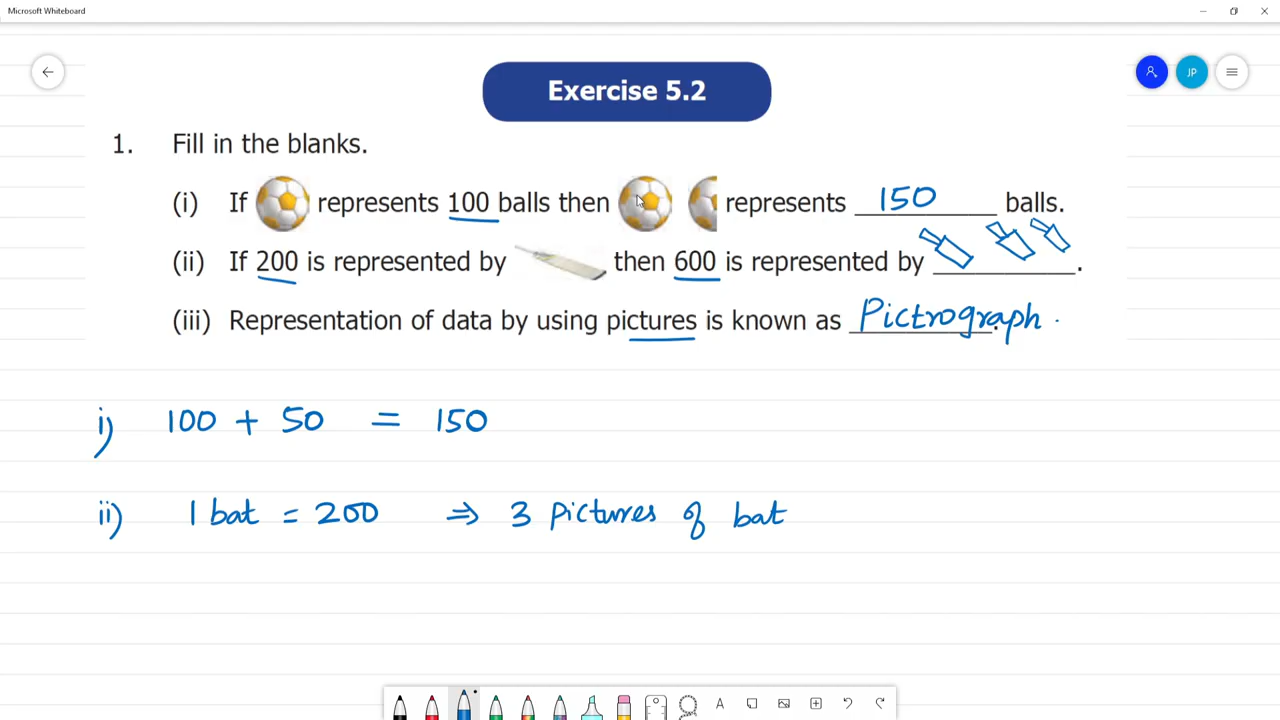 Microsoft Whiteboard
JP
Exercise 5.2
1. Fill in the blanks.
(i) If represents 100 balls then represents 150 balls.
(ii) If 200 is represented by then 600 is represented by ____________.
(iii) Representation of data by using pictures is known as Pictrograph.
i) 100 + 50 = 150
ii) 1 bat = 200 ⇒ 3 pictures of bat
A